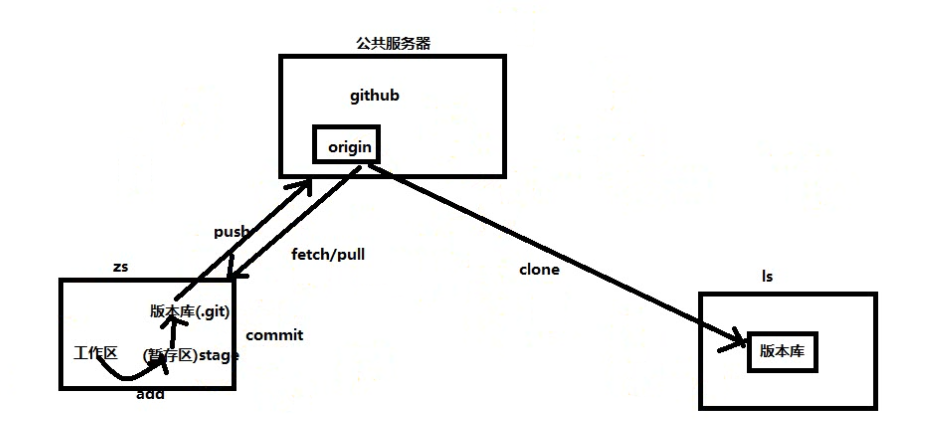 公共服务器
github
origin
push
fetch/pull
clone
zs
ls
版本库(.git)
commit
工作区
(暂存区)stage
add
版本库